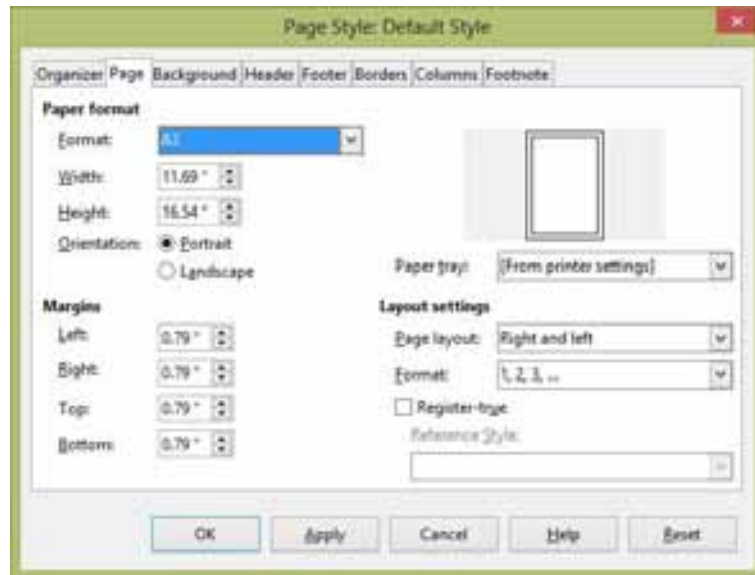 Page Style: Default Style
Organizer Page Background Header Footer Borders Columns Footnote
Paper format
Format: A3
Width: 11.69 "
Height: 16.54 "
Orientation: Portrait
Landscape
Paper tray: [From printer settings]
Margins
Left: 0.79 "
Right: 0.79 "
Top: 0.79 "
Bottom: 0.79 "
Layout settings
Page layout: Right and left
Format: 1, 2, 3, ...
Register-true
Reference Style:
OK Apply Cancel Help Reset